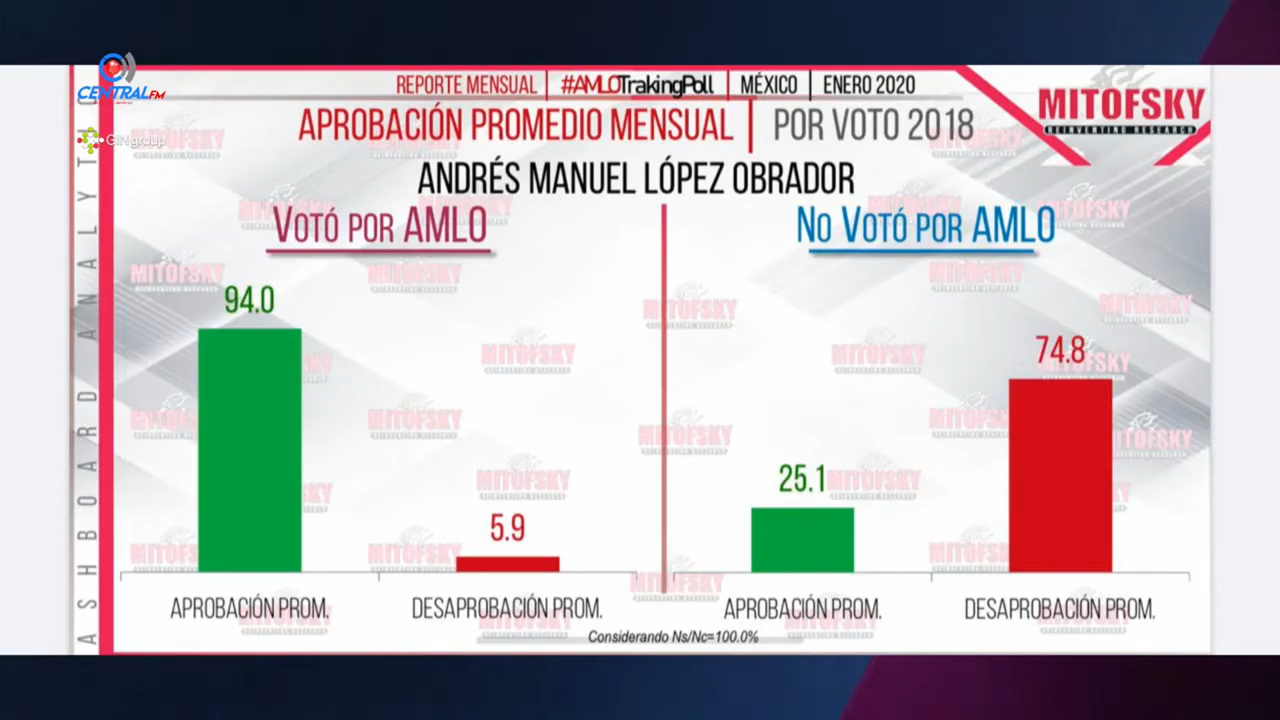 CENTRAL FM
GINgroup
REPORTE MENSUAL | #AMLOTrakingPoll | MÉXICO | ENERO 2020
APROBACIÓN PROMEDIO MENSUAL | POR VOTO 2018
MITOFSKY
REINVENTING RESEARCH
ANDRÉS MANUEL LÓPEZ OBRADOR
VOTÓ POR AMLO
NO VOTÓ POR AMLO
94.0
5.9
25.1
74.8
APROBACIÓN PROM.
DESAPROBACIÓN PROM.
APROBACIÓN PROM.
DESAPROBACIÓN PROM.
Considerando Ns/Nc=100.0%